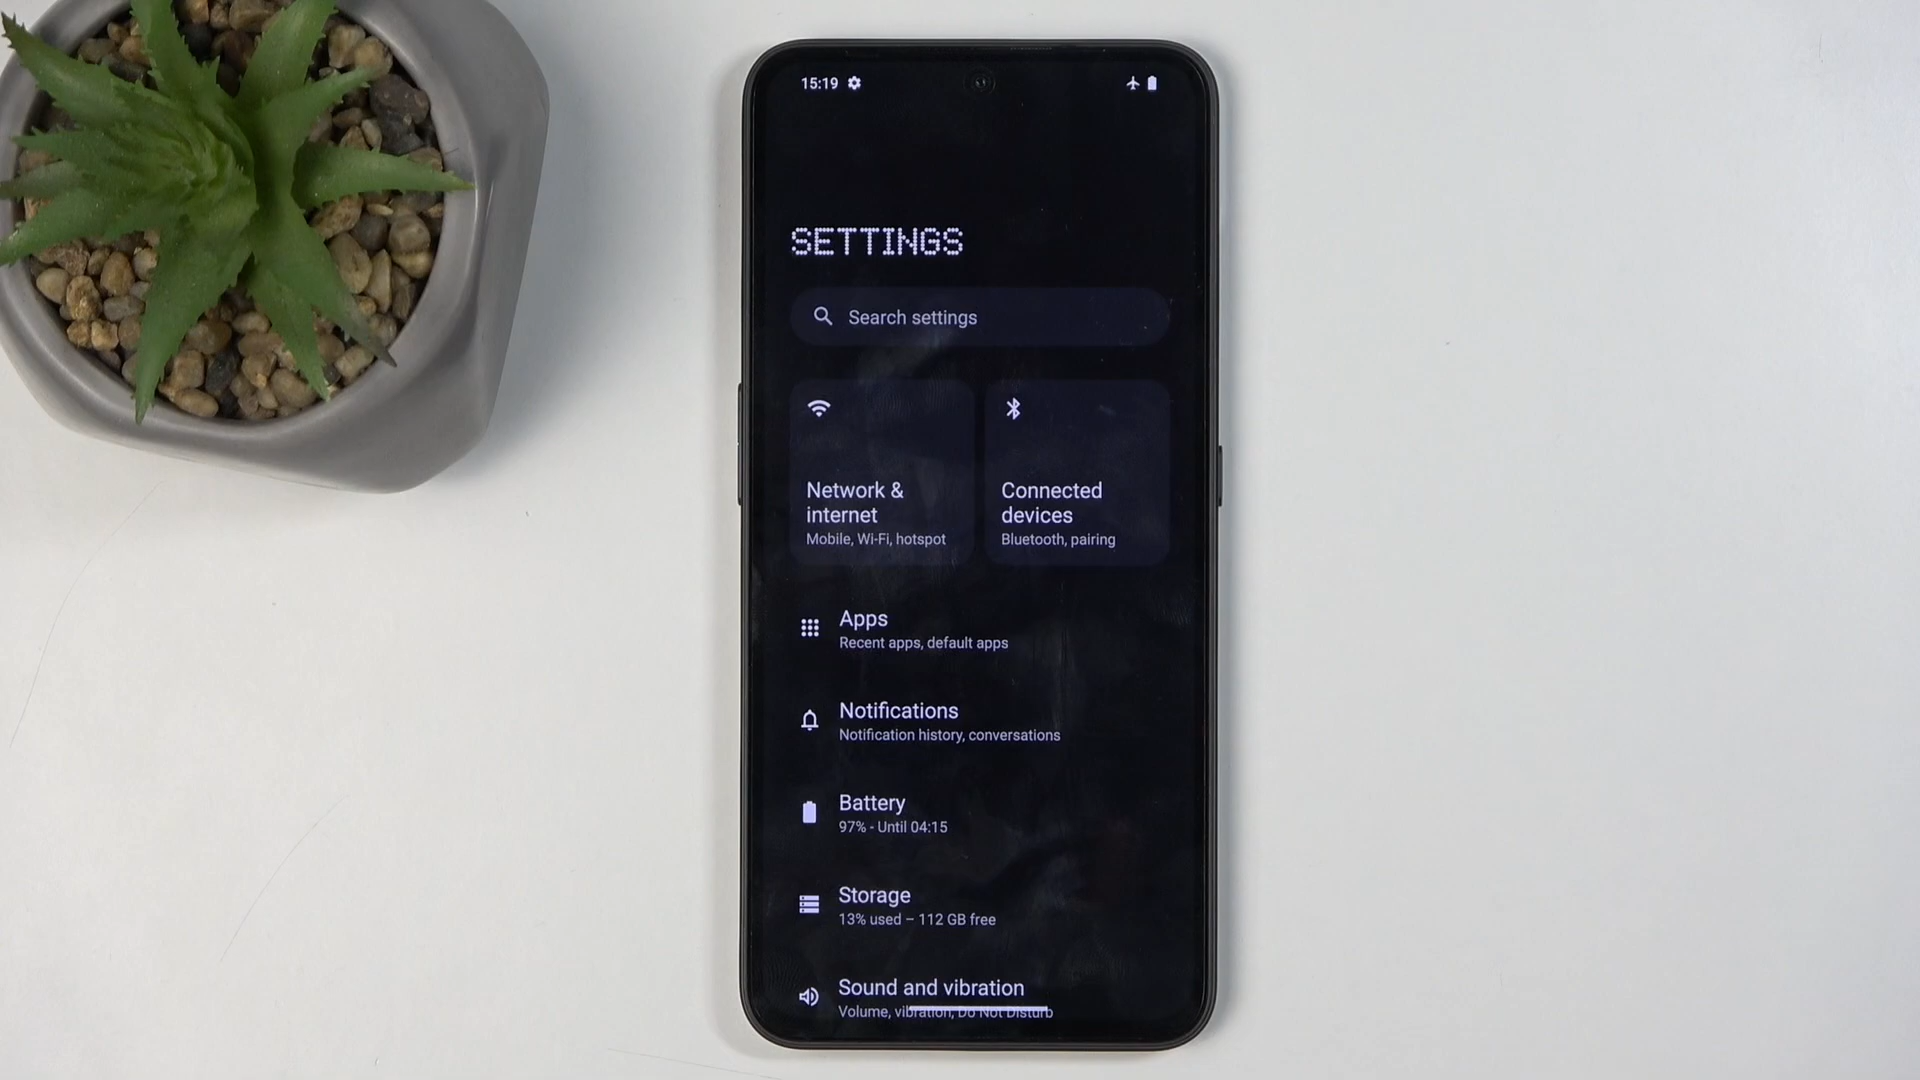 15:19
SETTINGS
Search settings
Network &
internet
Mobile, Wi-Fi, hotspot
Connected
devices
Bluetooth, pairing
Apps
Recent apps, default apps
Notifications
Notification history, conversations
Battery
97% - Until 04:15
Storage
13% used – 112 GB free
Sound and vibration
Volume, vibration, Do Not Disturb